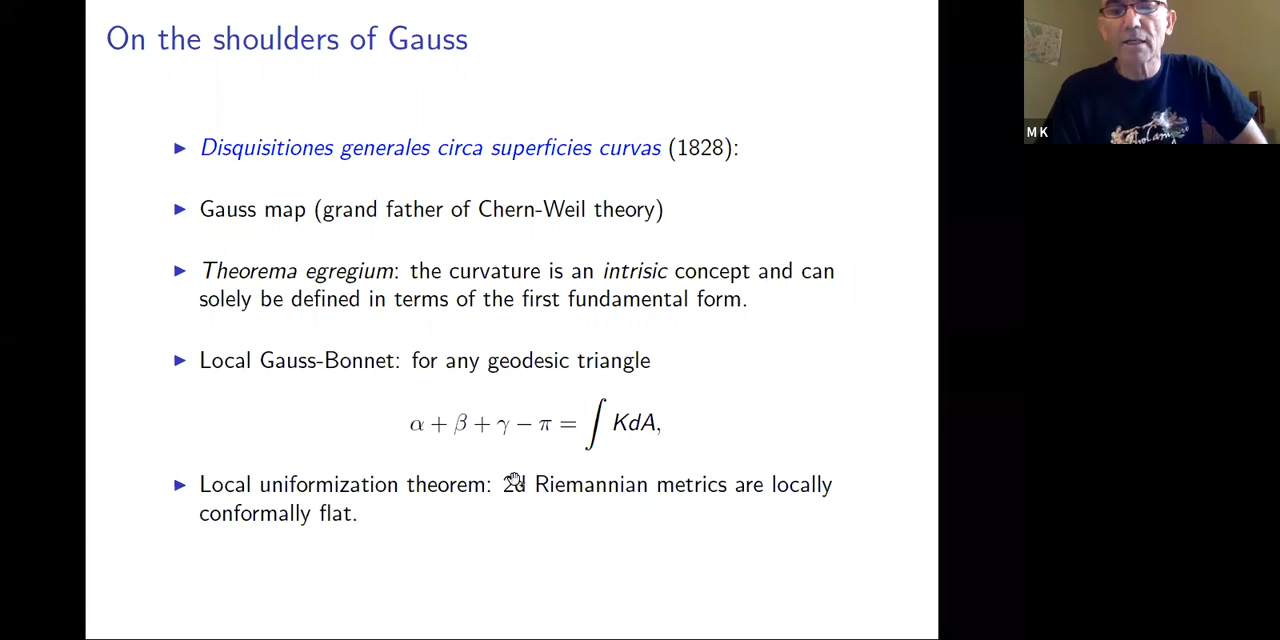 On the shoulders of Gauss
▶ Disquisitiones generales circa superficies curvas (1828):
▶ Gauss map (grand father of Chern-Weil theory)
▶ Theorema egregium: the curvature is an intrisic concept and can
solely be defined in terms of the first fundamental form.
▶ Local Gauss-Bonnet: for any geodesic triangle
α + β + γ − π = ∫ KdA,
▶ Local uniformization theorem: 2d Riemannian metrics are locally
conformally flat.
M K